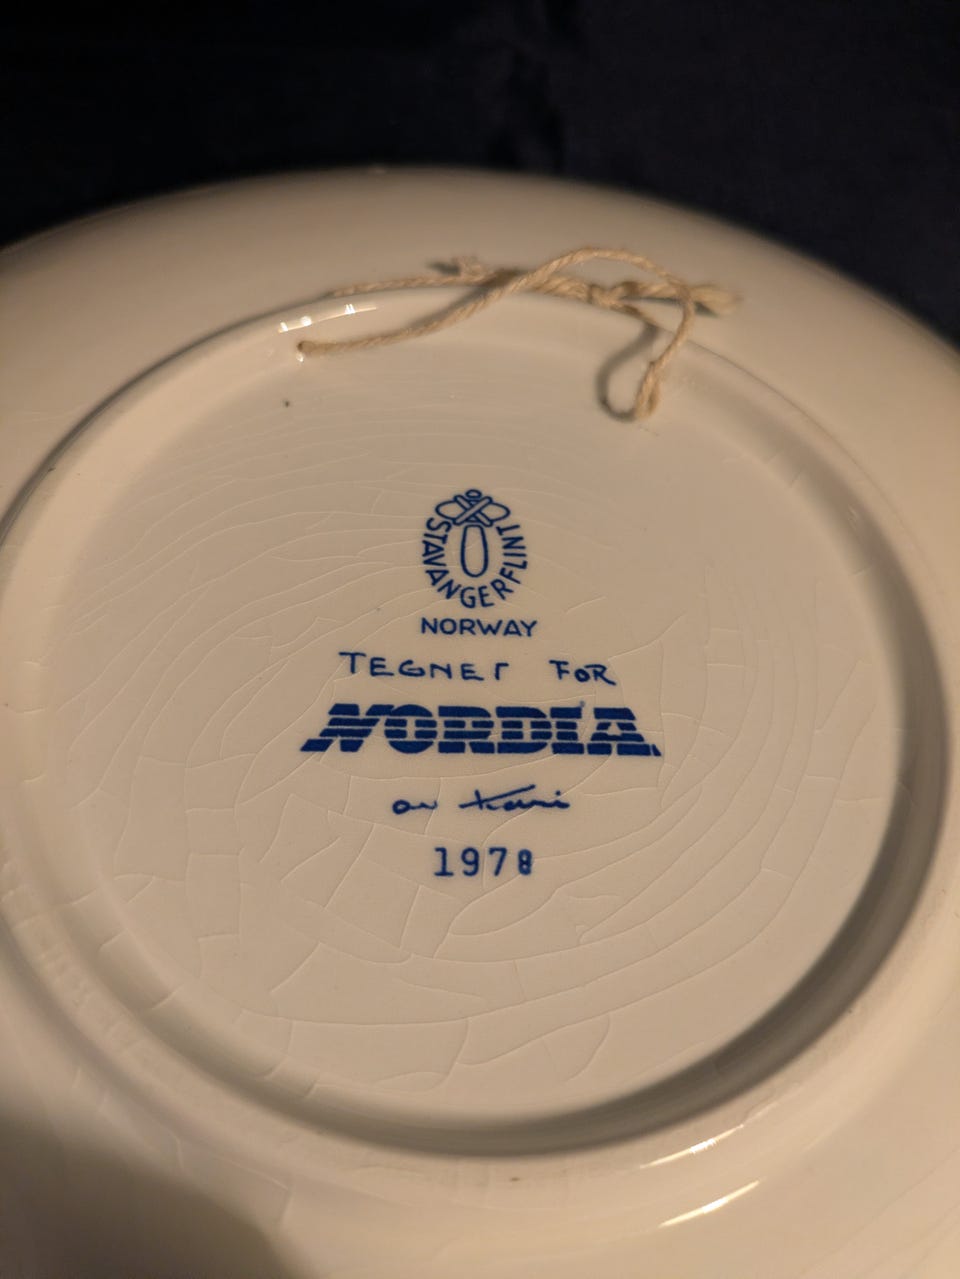 STAVANGERFLINT
NORWAY
TEGNET FOR
NORDIA
av Kari
1978